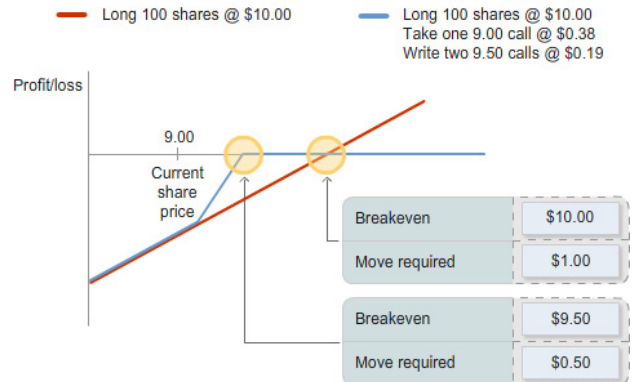 Long 100 shares @ $10.00
Long 100 shares @ $10.00
Take one 9.00 call @ $0.38
Write two 9.50 calls @ $0.19
Profit/loss
9.00
Current
share
price
Breakeven $10.00
Move required $1.00
Breakeven $9.50
Move required $0.50